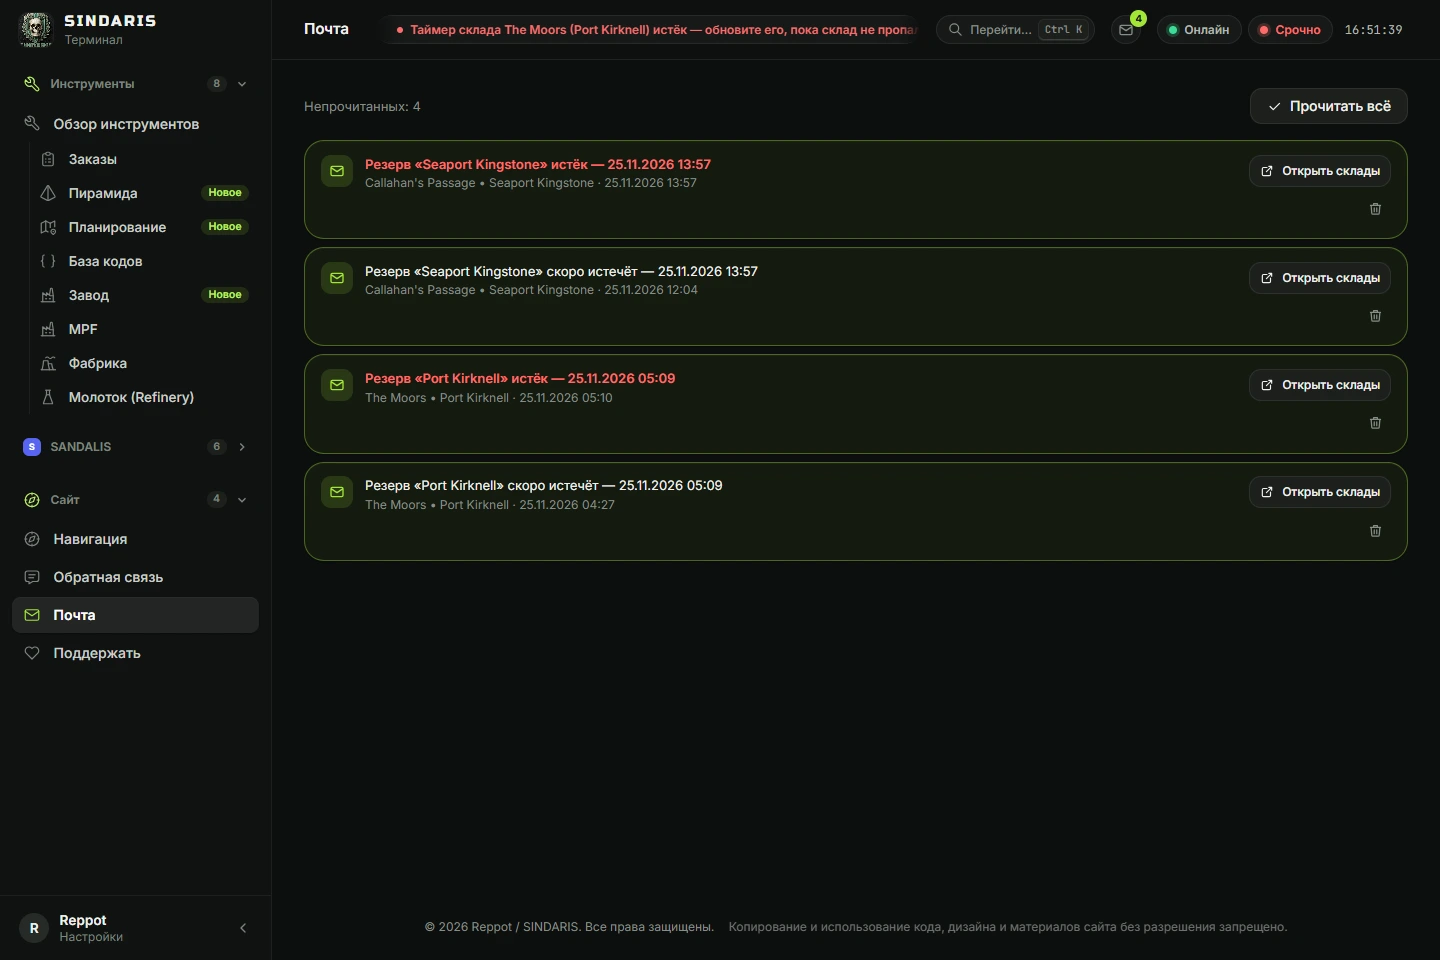 SINDARIS
Терминал
Инструменты 8
Обзор инструментов
Заказы
Пирамида Новое
Планирование Новое
База кодов
Завод Новое
MPF
Фабрика
Молоток (Refinery)
S SANDALIS 6
Сайт 4
Навигация
Обратная связь
Почта
Поддержать
R Reppot
Настройки
Почта
Таймер склада The Moors (Port Kirknell) истёк — обновите его, пока склад не пропал
Перейти... Ctrl K
4
Онлайн
Срочно
16:51:39
Непрочитанных: 4
Прочитать всё
Резерв «Seaport Kingstone» истёк — 25.11.2026 13:57
Callahan's Passage • Seaport Kingstone · 25.11.2026 13:57
Открыть склады
Резерв «Seaport Kingstone» скоро истечёт — 25.11.2026 13:57
Callahan's Passage • Seaport Kingstone · 25.11.2026 12:04
Открыть склады
Резерв «Port Kirknell» истёк — 25.11.2026 05:09
The Moors • Port Kirknell · 25.11.2026 05:10
Открыть склады
Резерв «Port Kirknell» скоро истечёт — 25.11.2026 05:09
The Moors • Port Kirknell · 25.11.2026 04:27
Открыть склады
© 2026 Reppot / SINDARIS. Все права защищены. Копирование и использование кода, дизайна и материалов сайта без разрешения запрещено.